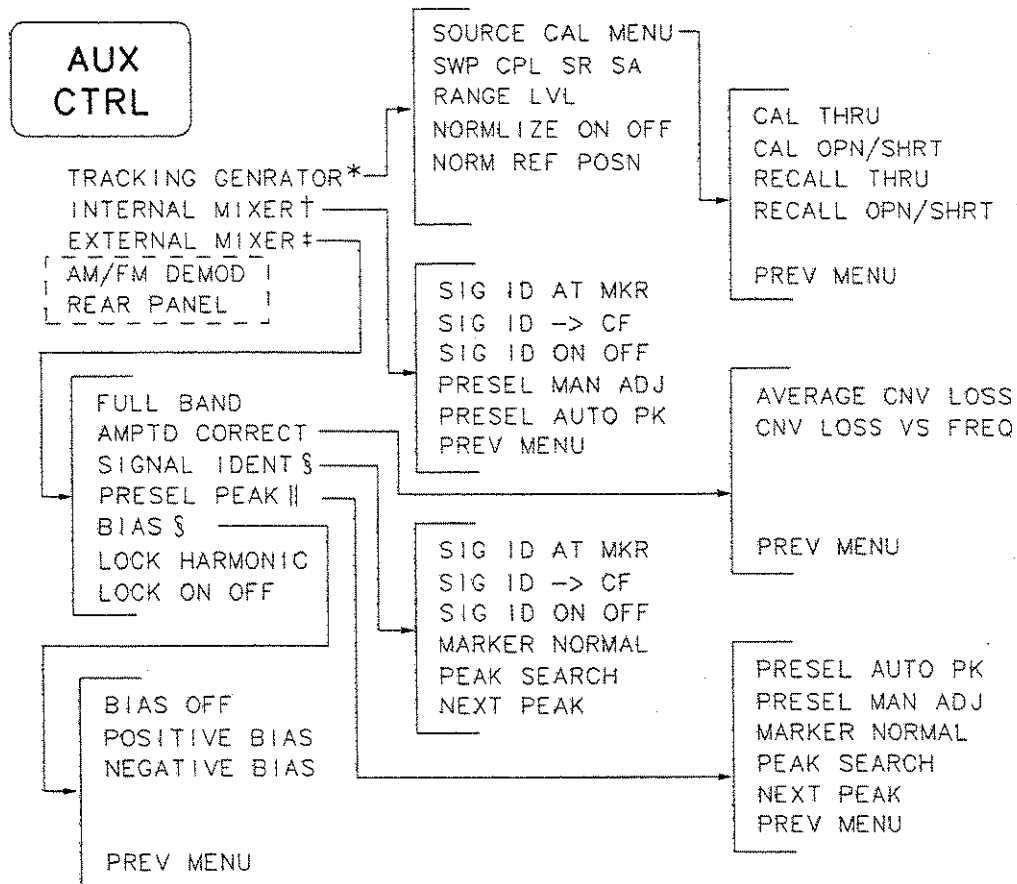 AUX
CTRL
TRACKING GENRATOR*
INTERNAL MIXER†
EXTERNAL MIXER‡
AM/FM DEMOD
REAR PANEL
SOURCE CAL MENU
SWP CPL SR SA
RANGE LVL
NORMLIZE ON OFF
NORM REF POSN
CAL THRU
CAL OPN/SHRT
RECALL THRU
RECALL OPN/SHRT
PREV MENU
SIG ID AT MKR
SIG ID -> CF
SIG ID ON OFF
PRESEL MAN ADJ
PRESEL AUTO PK
PREV MENU
FULL BAND
AMPTD CORRECT
SIGNAL IDENT§
PRESEL PEAK‖
BIAS§
LOCK HARMONIC
LOCK ON OFF
AVERAGE CNV LOSS
CNV LOSS VS FREQ
PREV MENU
SIG ID AT MKR
SIG ID -> CF
SIG ID ON OFF
MARKER NORMAL
PEAK SEARCH
NEXT PEAK
PRESEL AUTO PK
PRESEL MAN ADJ
MARKER NORMAL
PEAK SEARCH
NEXT PEAK
PREV MENU
BIAS OFF
POSITIVE BIAS
NEGATIVE BIAS
PREV MENU